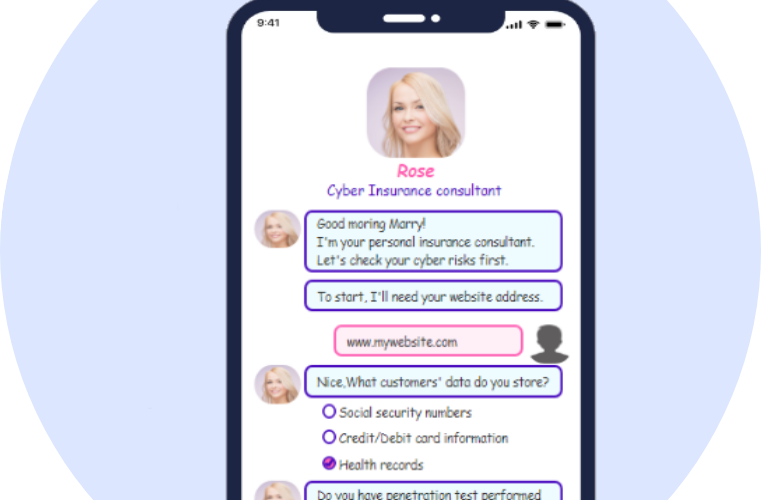 9:41
Rose
Cyber Insurance consultant
Good moring Marry!
I'm your personal insurance consultant.
Let's check your cyber risks first.
To start, I'll need your website address.
www.mywebsite.com
Nice,What customers' data do you store?
Social security numbers
Credit/Debit card information
Health records
Do you have penetration test performed